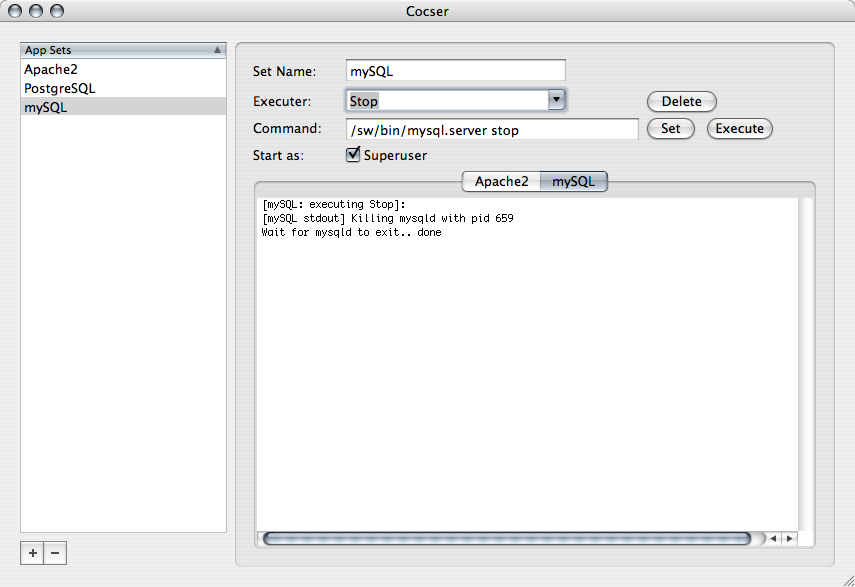 Cocser
App Sets
Apache2
PostgreSQL
mySQL
Set Name: mySQL
Executer: Stop Delete
Command: /sw/bin/mysql.server stop Set Execute
Start as: Superuser
Apache2 mySQL
[mySQL: executing Stop]:
[mySQL stdout] Killing mysqld with pid 659
Wait for mysqld to exit.. done
+ −